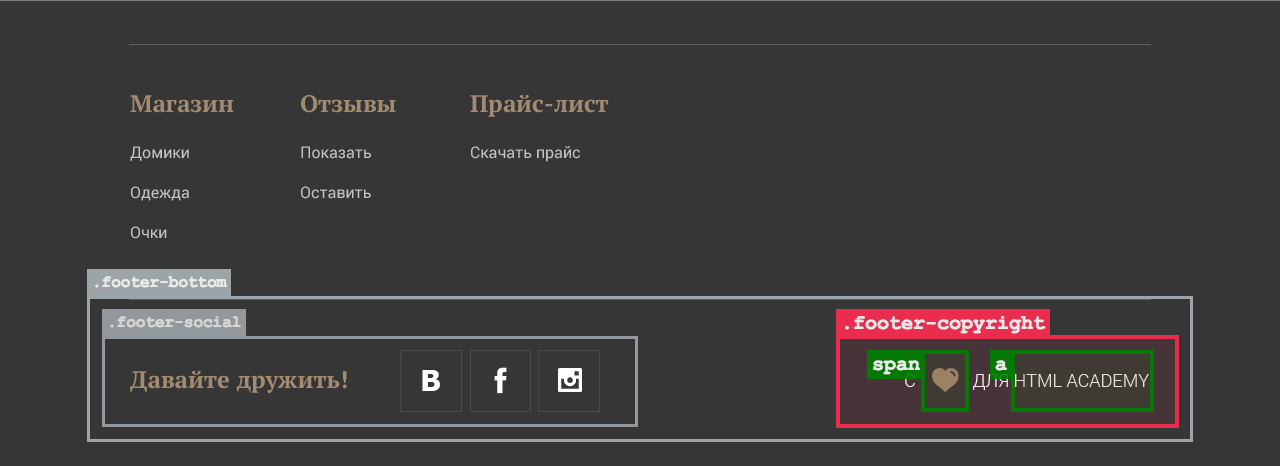 Магазин Отзывы Прайс-лист
Домики Показать Скачать прайс
Одежда Оставить
Очки
.footer-bottom
.footer-social .footer-copyright
span a
Давайте дружить! В f С ДЛЯ HTML ACADEMY